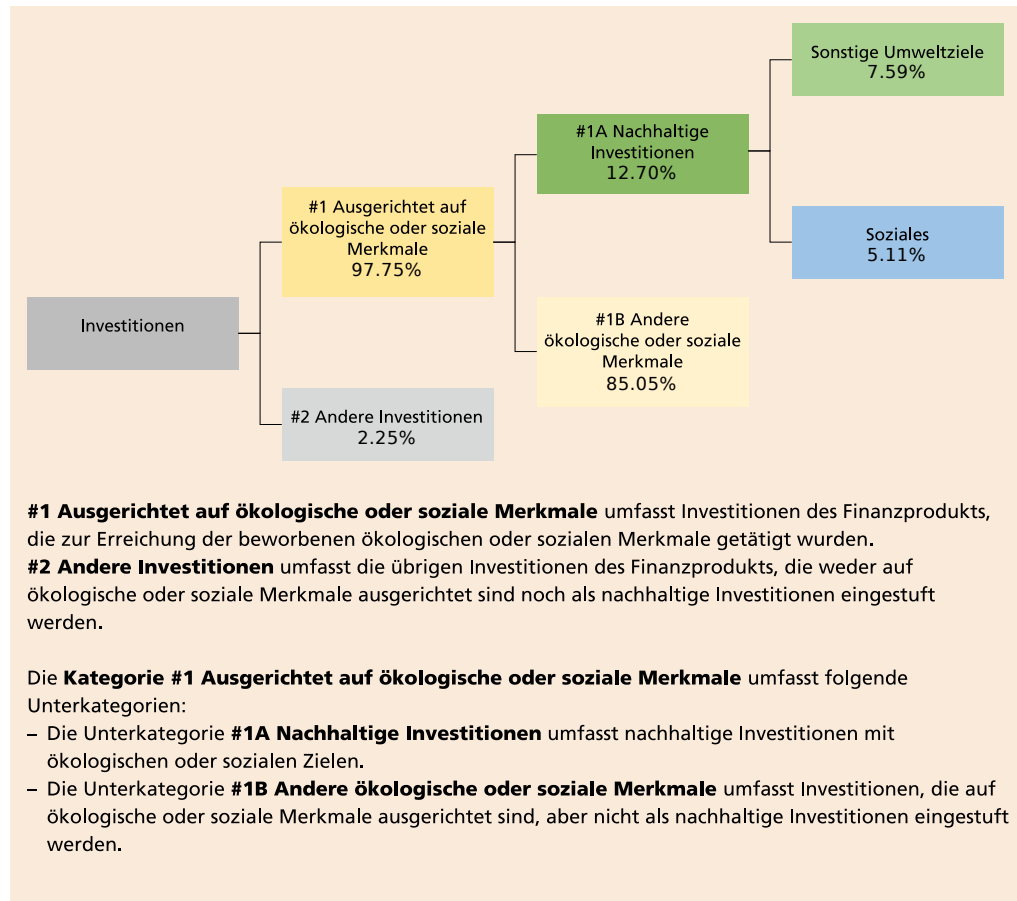 Sonstige Umweltziele
7.59%
#1A Nachhaltige
Investitionen
12.70%
#1 Ausgerichtet auf
ökologische oder soziale
Merkmale
97.75%
Soziales
5.11%
Investitionen
#1B Andere
ökologische oder soziale
Merkmale
85.05%
#2 Andere Investitionen
2.25%
#1 Ausgerichtet auf ökologische oder soziale Merkmale umfasst Investitionen des Finanzprodukts,
die zur Erreichung der beworbenen ökologischen oder sozialen Merkmale getätigt wurden.
#2 Andere Investitionen umfasst die übrigen Investitionen des Finanzprodukts, die weder auf
ökologische oder soziale Merkmale ausgerichtet sind noch als nachhaltige Investitionen eingestuft
werden.
Die Kategorie #1 Ausgerichtet auf ökologische oder soziale Merkmale umfasst folgende
Unterkategorien:
– Die Unterkategorie #1A Nachhaltige Investitionen umfasst nachhaltige Investitionen mit
ökologischen oder sozialen Zielen.
– Die Unterkategorie #1B Andere ökologische oder soziale Merkmale umfasst Investitionen, die auf
ökologische oder soziale Merkmale ausgerichtet sind, aber nicht als nachhaltige Investitionen eingestuft
werden.